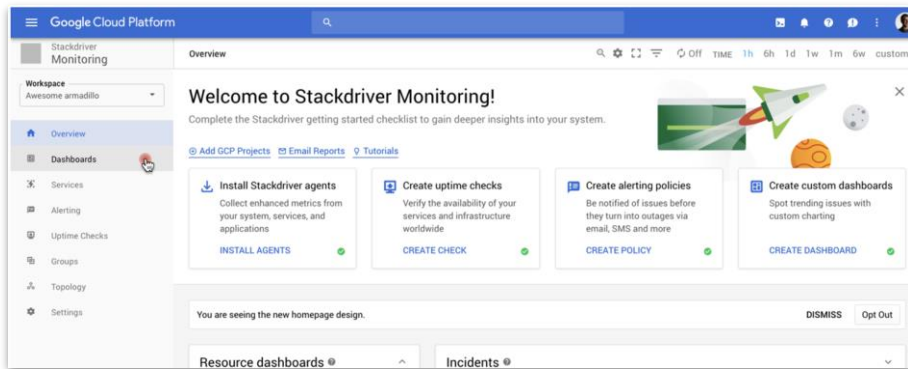 Google Cloud Platform
Stackdriver
Monitoring
Overview
Off TIME 1h 6h 1d 1w 1m 6w custom
Workspace
Awesome armadillo
Overview
Dashboards
Services
Alerting
Uptime Checks
Groups
Topology
Settings
Welcome to Stackdriver Monitoring!
Complete the Stackdriver getting started checklist to gain deeper insights into your system.
Add GCP Projects Email Reports Tutorials
Install Stackdriver agents
Collect enhanced metrics from
your system, services, and
applications
INSTALL AGENTS
Create uptime checks
Verify the availability of your
services and infrastructure
worldwide
CREATE CHECK
Create alerting policies
Be notified of issues before
they turn into outages via
email, SMS and more
CREATE POLICY
Create custom dashboards
Spot trending issues with
custom charting
CREATE DASHBOARD
You are seeing the new homepage design.
DISMISS Opt Out
Resource dashboards
Incidents